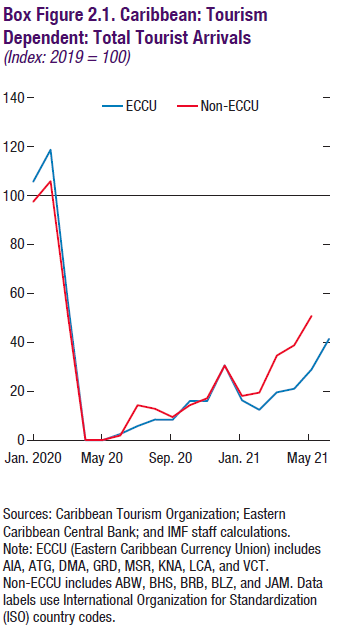 Box Figure 2.1. Caribbean: Tourism
Dependent: Total Tourist Arrivals
(Index: 2019 = 100)
140
ECCU
Non-ECCU
120
100
80
60
40
20
0
Jan. 2020
May 20
Sep. 20
Jan. 21
May 21
Sources: Caribbean Tourism Organization; Eastern
Caribbean Central Bank; and IMF staff calculations.
Note: ECCU (Eastern Caribbean Currency Union) includes
AIA, ATG, DMA, GRD, MSR, KNA, LCA, and VCT.
Non-ECCU includes ABW, BHS, BRB, BLZ, and JAM. Data
labels use International Organization for Standardization
(ISO) country codes.